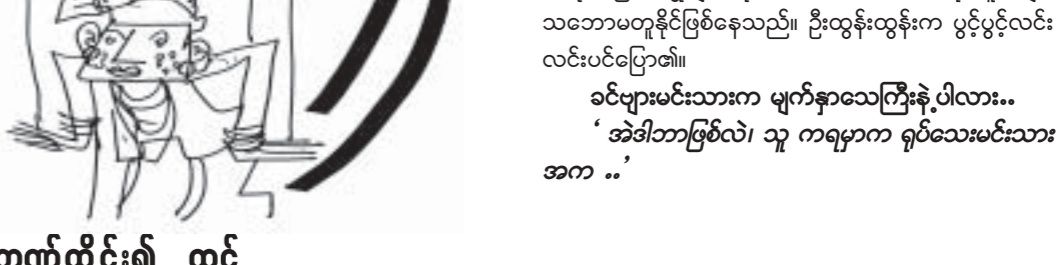 သဘောမတူနိုင်ဖြစ်နေသည်။ ဦးထွန်းထွန်းက ပွင့်ပွင့်လင်း
လင်းပင်ပြော၏။
ခင်ဗျားမင်းသားက မျက်နှာသေကြီးနဲ့ပါလား..
‘ အဲဒါဘာဖြစ်လဲ၊ သူ ကရမှာက ရုပ်သေးမင်းသား
အက ..’